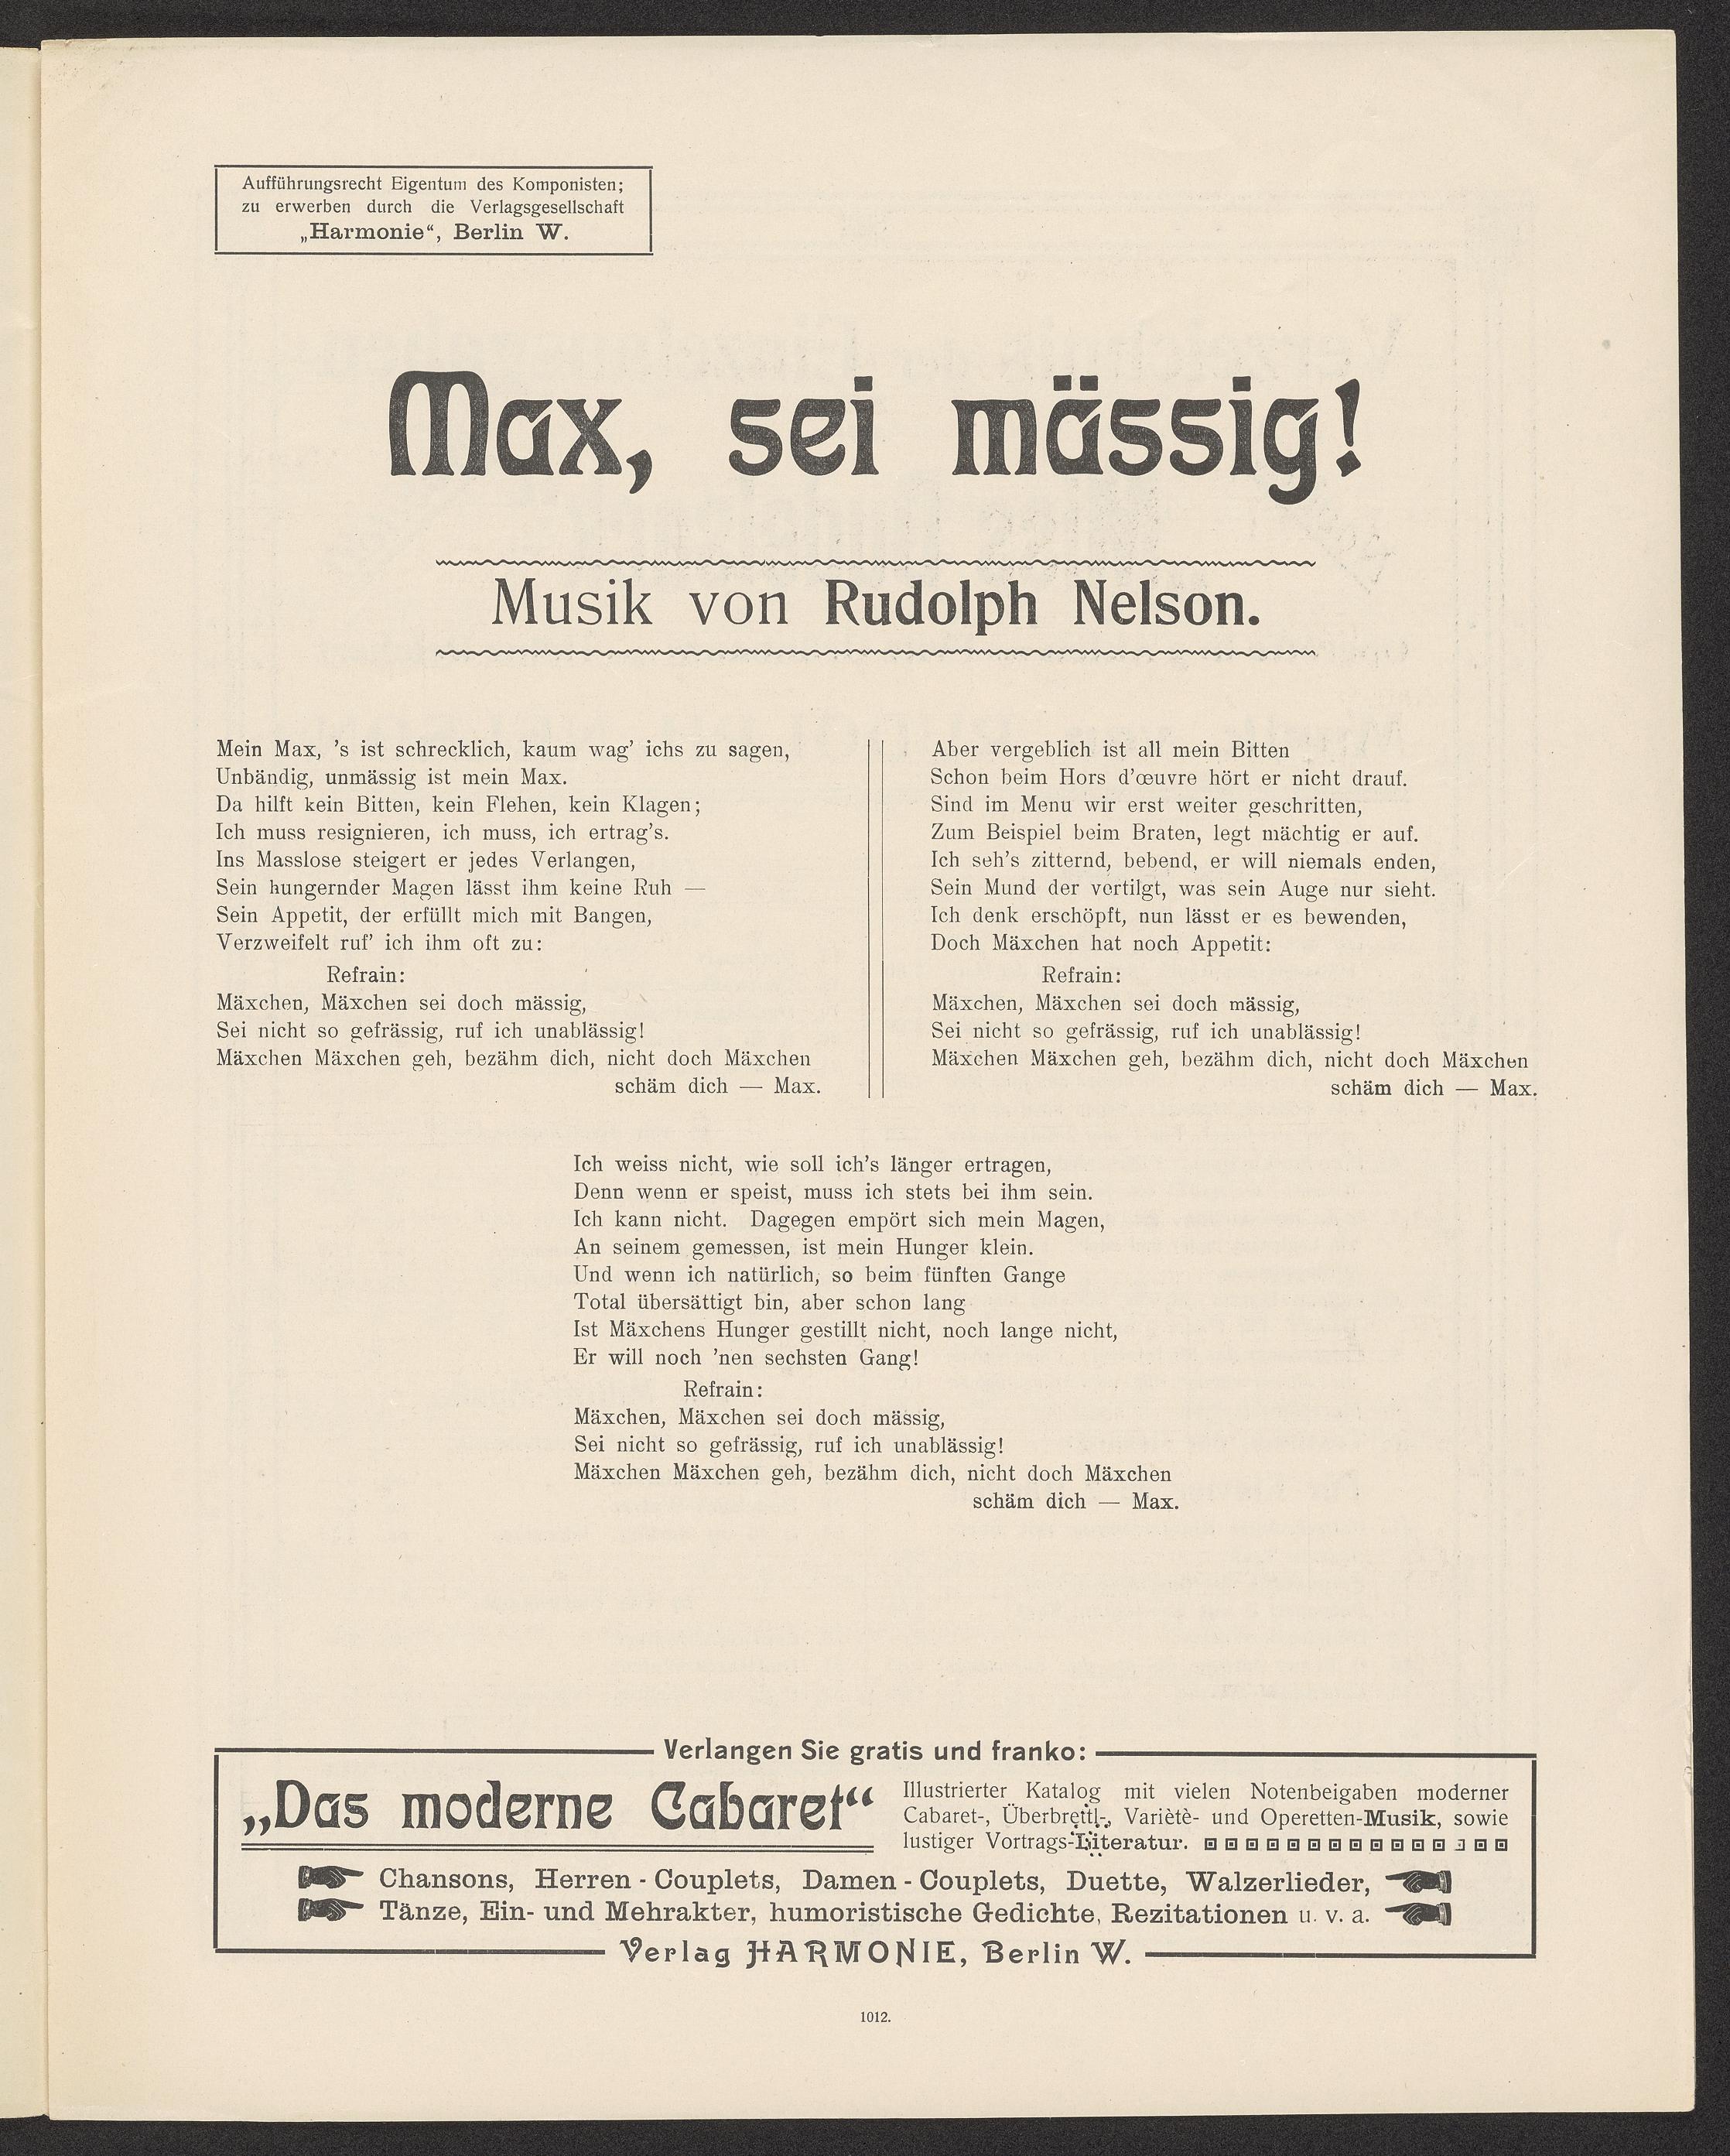 Aufführungsrecht Eigentum des Komponisten;
zu erwerben durch die Verlagsgesellschaft
„Harmonie“, Berlin W.
Max, sei mässig!
Musik von Rudolph Nelson.
Mein Max, ’s ist schrecklich, kaum wag’ ichs zu sagen,
Unbändig, unmässig ist mein Max.
Da hilft kein Bitten, kein Flehen, kein Klagen;
Ich muss resignieren, ich muss, ich ertrag’s.
Ins Masslose steigert er jedes Verlangen,
Sein hungernder Magen lässt ihm keine Ruh —
Sein Appetit, der erfüllt mich mit Bangen,
Verzweifelt ruf’ ich ihm oft zu:
Refrain:
Mäxchen, Mäxchen sei doch mässig,
Sei nicht so gefrässig, ruf ich unablässig!
Mäxchen Mäxchen geh, bezähm dich, nicht doch Mäxchen
schäm dich — Max.
Aber vergeblich ist all mein Bitten
Schon beim Hors d’œuvre hört er nicht drauf.
Sind im Menu wir erst weiter geschritten,
Zum Beispiel beim Braten, legt mächtig er auf.
Ich seh’s zitternd, bebend, er will niemals enden,
Sein Mund der vertilgt, was sein Auge nur sieht.
Ich denk erschöpft, nun lässt er es bewenden,
Doch Mäxchen hat noch Appetit:
Refrain:
Mäxchen, Mäxchen sei doch mässig,
Sei nicht so gefrässig, ruf ich unablässig!
Mäxchen Mäxchen geh, bezähm dich, nicht doch Mäxchen
schäm dich — Max.
Ich weiss nicht, wie soll ich’s länger ertragen,
Denn wenn er speist, muss ich stets bei ihm sein.
Ich kann nicht. Dagegen empört sich mein Magen,
An seinem gemessen, ist mein Hunger klein.
Und wenn ich natürlich, so beim fünften Gange
Total übersättigt bin, aber schon lang
Ist Mäxchens Hunger gestillt nicht, noch lange nicht,
Er will noch ’nen sechsten Gang!
Refrain:
Mäxchen, Mäxchen sei doch mässig,
Sei nicht so gefrässig, ruf ich unablässig!
Mäxchen Mäxchen geh, bezähm dich, nicht doch Mäxchen
schäm dich — Max.
Verlangen Sie gratis und franko:
„Das moderne Cabaret“
Illustrierter Katalog mit vielen Notenbeigaben moderner
Cabaret-, Überbrettl-, Variètè- und Operetten-Musik, sowie
lustiger Vortrags-Literatur.
Chansons, Herren-Couplets, Damen-Couplets, Duette, Walzerlieder,
Tänze, Ein- und Mehrakter, humoristische Gedichte, Rezitationen u. v. a.
Verlag HARMONIE, Berlin W.
1012.